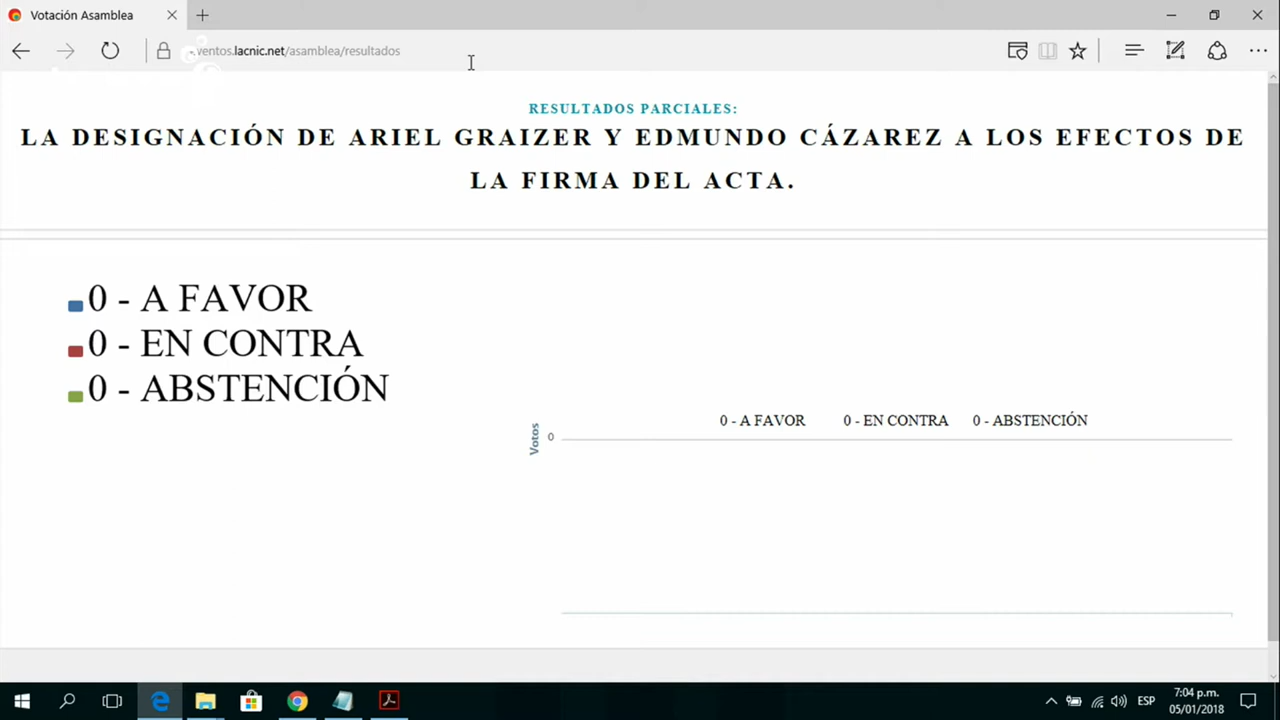 Votación Asamblea
ventos.lacnic.net/asamblea/resultados
RESULTADOS PARCIALES:
LA DESIGNACIÓN DE ARIEL GRAIZER Y EDMUNDO CÁZAREZ A LOS EFECTOS DE
LA FIRMA DEL ACTA.
0 - A FAVOR
0 - EN CONTRA
0 - ABSTENCIÓN
0 - A FAVOR 0 - EN CONTRA 0 - ABSTENCIÓN
Votos
0
ESP
7:04 p.m.
05/01/2018